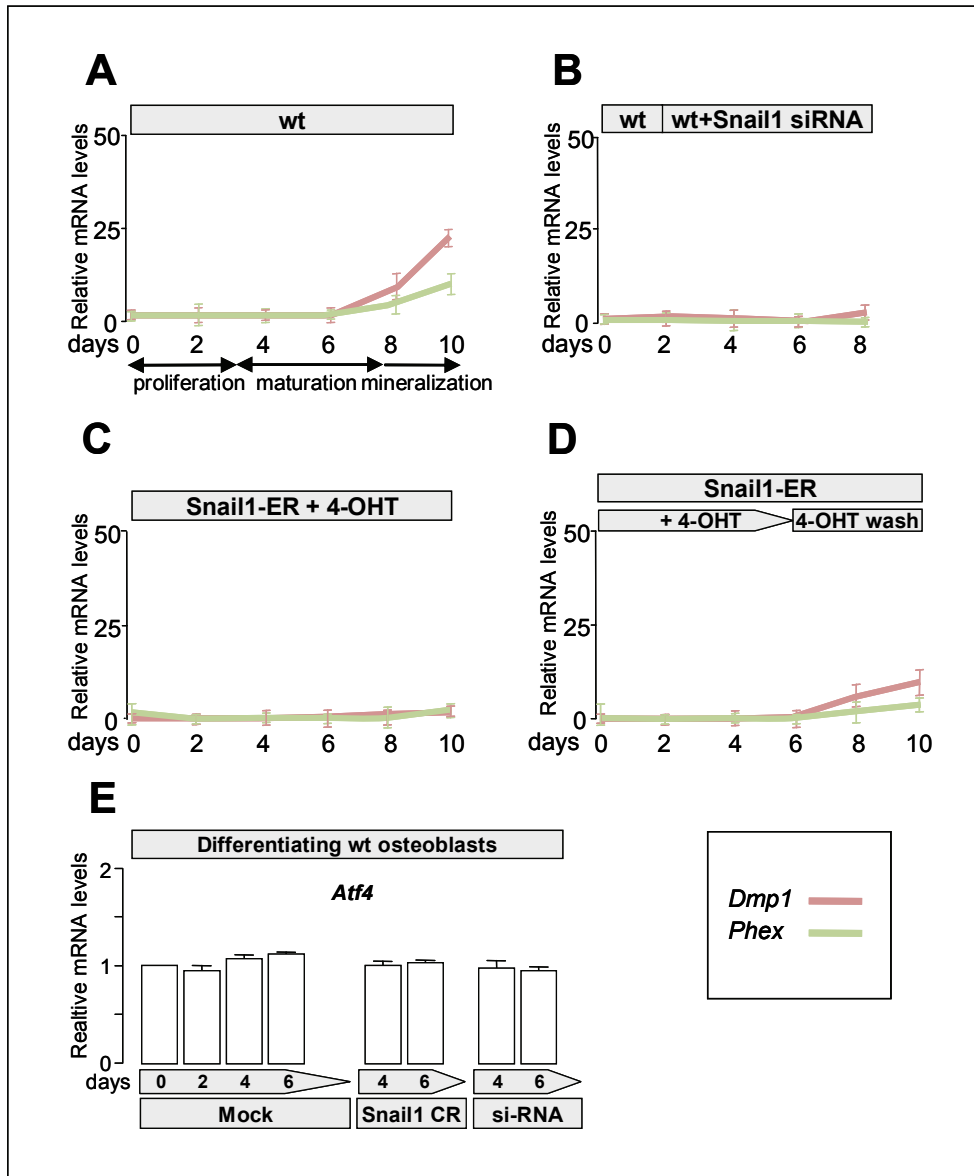 A
wt
Relative mRNA levels
50
25
0
days 0 2 4 6 8 10
proliferation maturation mineralization
B
wt wt+Snail1 siRNA
Relative mRNA levels
50
25
0
days 0 2 4 6 8
C
Snail1-ER + 4-OHT
Relative mRNA levels
50
25
0
days 0 2 4 6 8 10
D
Snail1-ER
+ 4-OHT 4-OHT wash
Relative mRNA levels
50
25
0
days 0 2 4 6 8 10
E
Differentiating wt osteoblasts
Atf4
Realtive mRNA levels
2
1
0
days 0 2 4 6 4 6 4 6
Mock Snail1 CR si-RNA
Dmp1
Phex